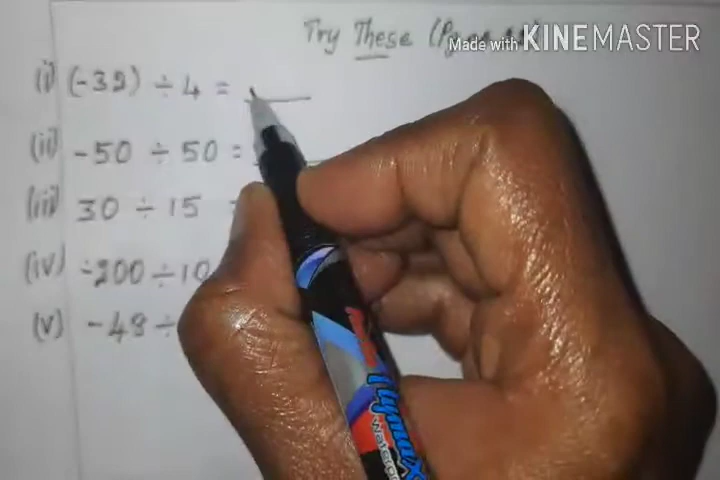 Made with KINEMASTER
Try These
(i) (-32) ÷ 4 =
(ii) -50 ÷ 50 =
(iii) 30 ÷ 15
(iv) -200 ÷ 10
(v) -48 ÷